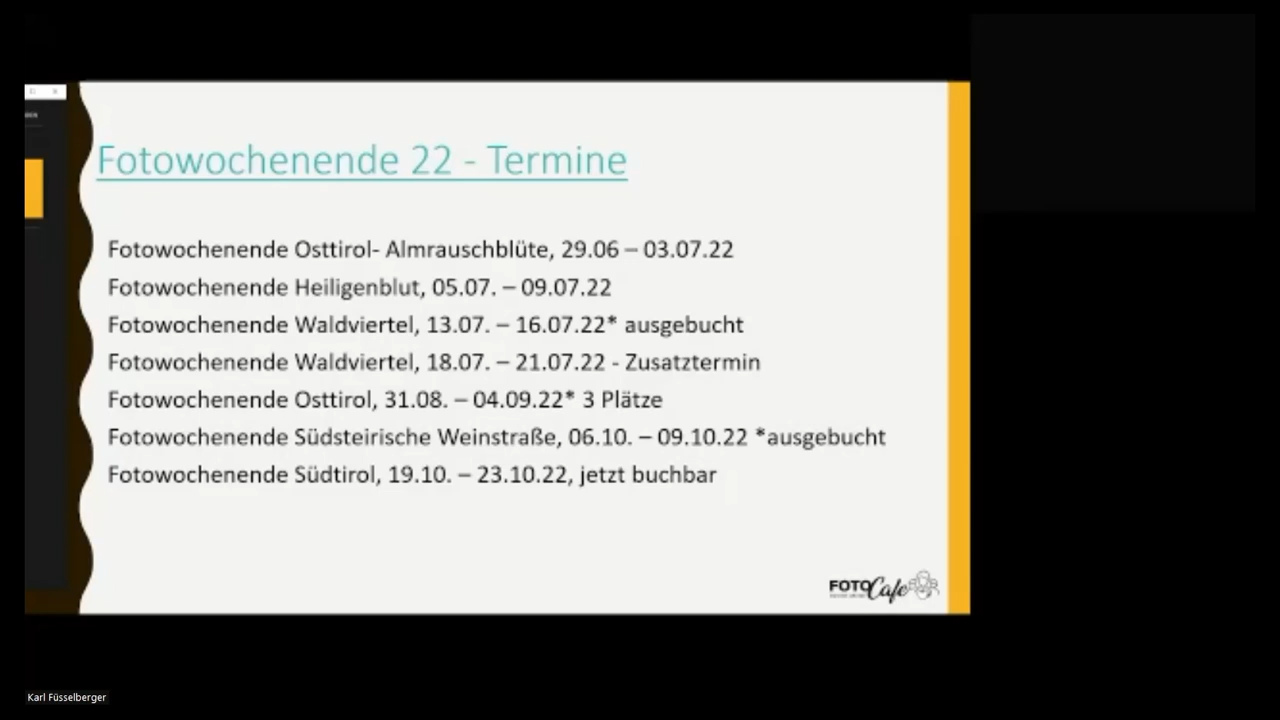 Fotowochenende 22 - Termine
Fotowochenende Osttirol- Almrauschblüte, 29.06 – 03.07.22
Fotowochenende Heiligenblut, 05.07. – 09.07.22
Fotowochenende Waldviertel, 13.07. – 16.07.22* ausgebucht
Fotowochenende Waldviertel, 18.07. – 21.07.22 - Zusatztermin
Fotowochenende Osttirol, 31.08. – 04.09.22* 3 Plätze
Fotowochenende Südsteirische Weinstraße, 06.10. – 09.10.22 *ausgebucht
Fotowochenende Südtirol, 19.10. – 23.10.22, jetzt buchbar
FOTO Cafe
Karl Füsselberger